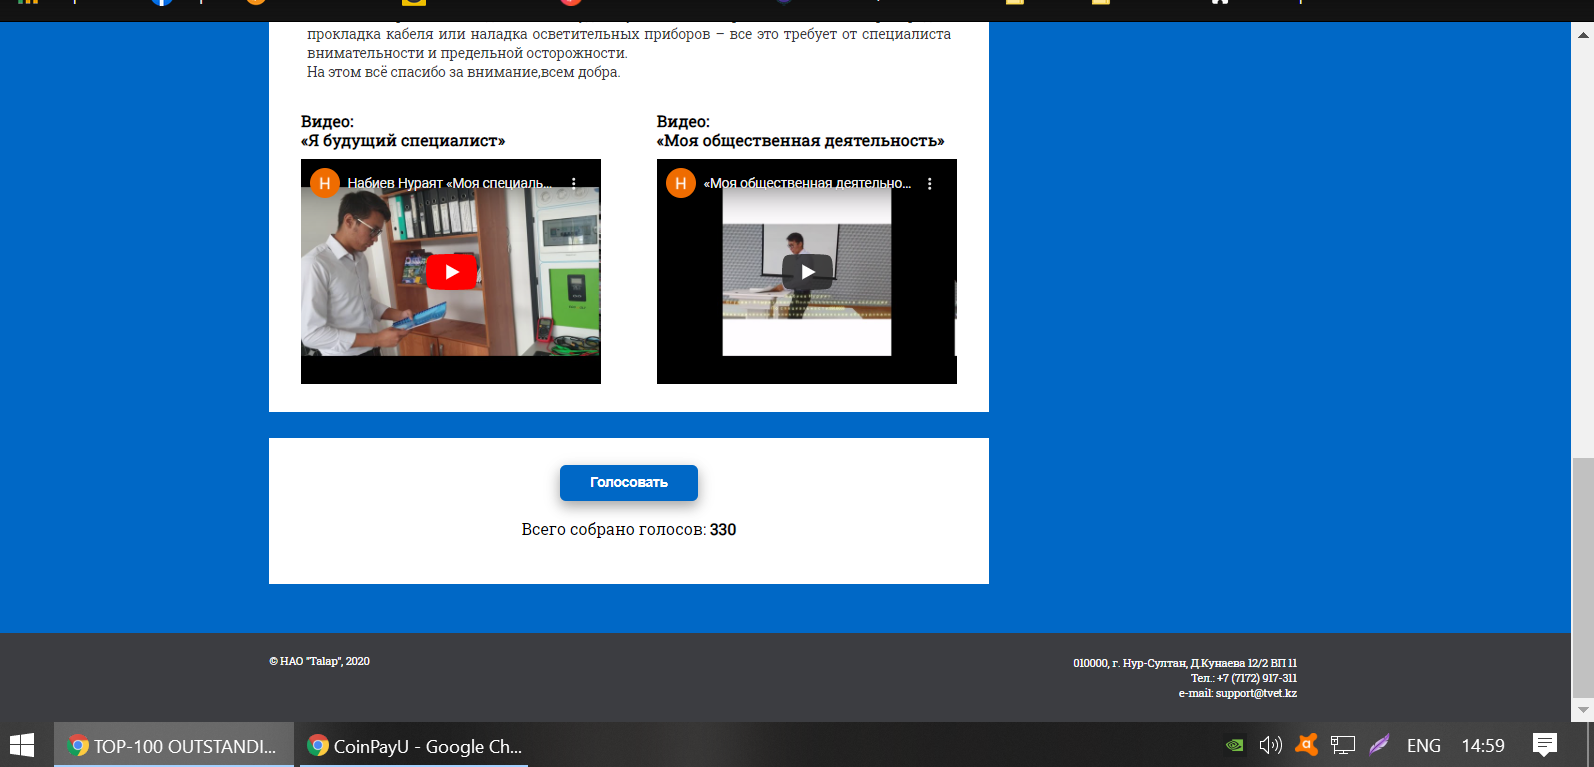 прокладка кабеля или наладка осветительных приборов – все это требует от специалиста
внимательности и предельной осторожности.
На этом всё спасибо за внимание,всем добра.
Видео:
«Я будущий специалист»
Видео:
«Моя общественная деятельность»
Н
Набиев Нураят «Моя специаль...
Н
«Моя общественная деятельно...
Голосовать
Всего собрано голосов: 330
© НАО "Talap", 2020
010000, г. Нур-Султан, Д.Кунаева 12/2 ВП 11
Тел.: +7 (7172) 917-311
e-mail: support@tvet.kz
TOP-100 OUTSTANDI...
CoinPayU - Google Ch...
ENG
14:59